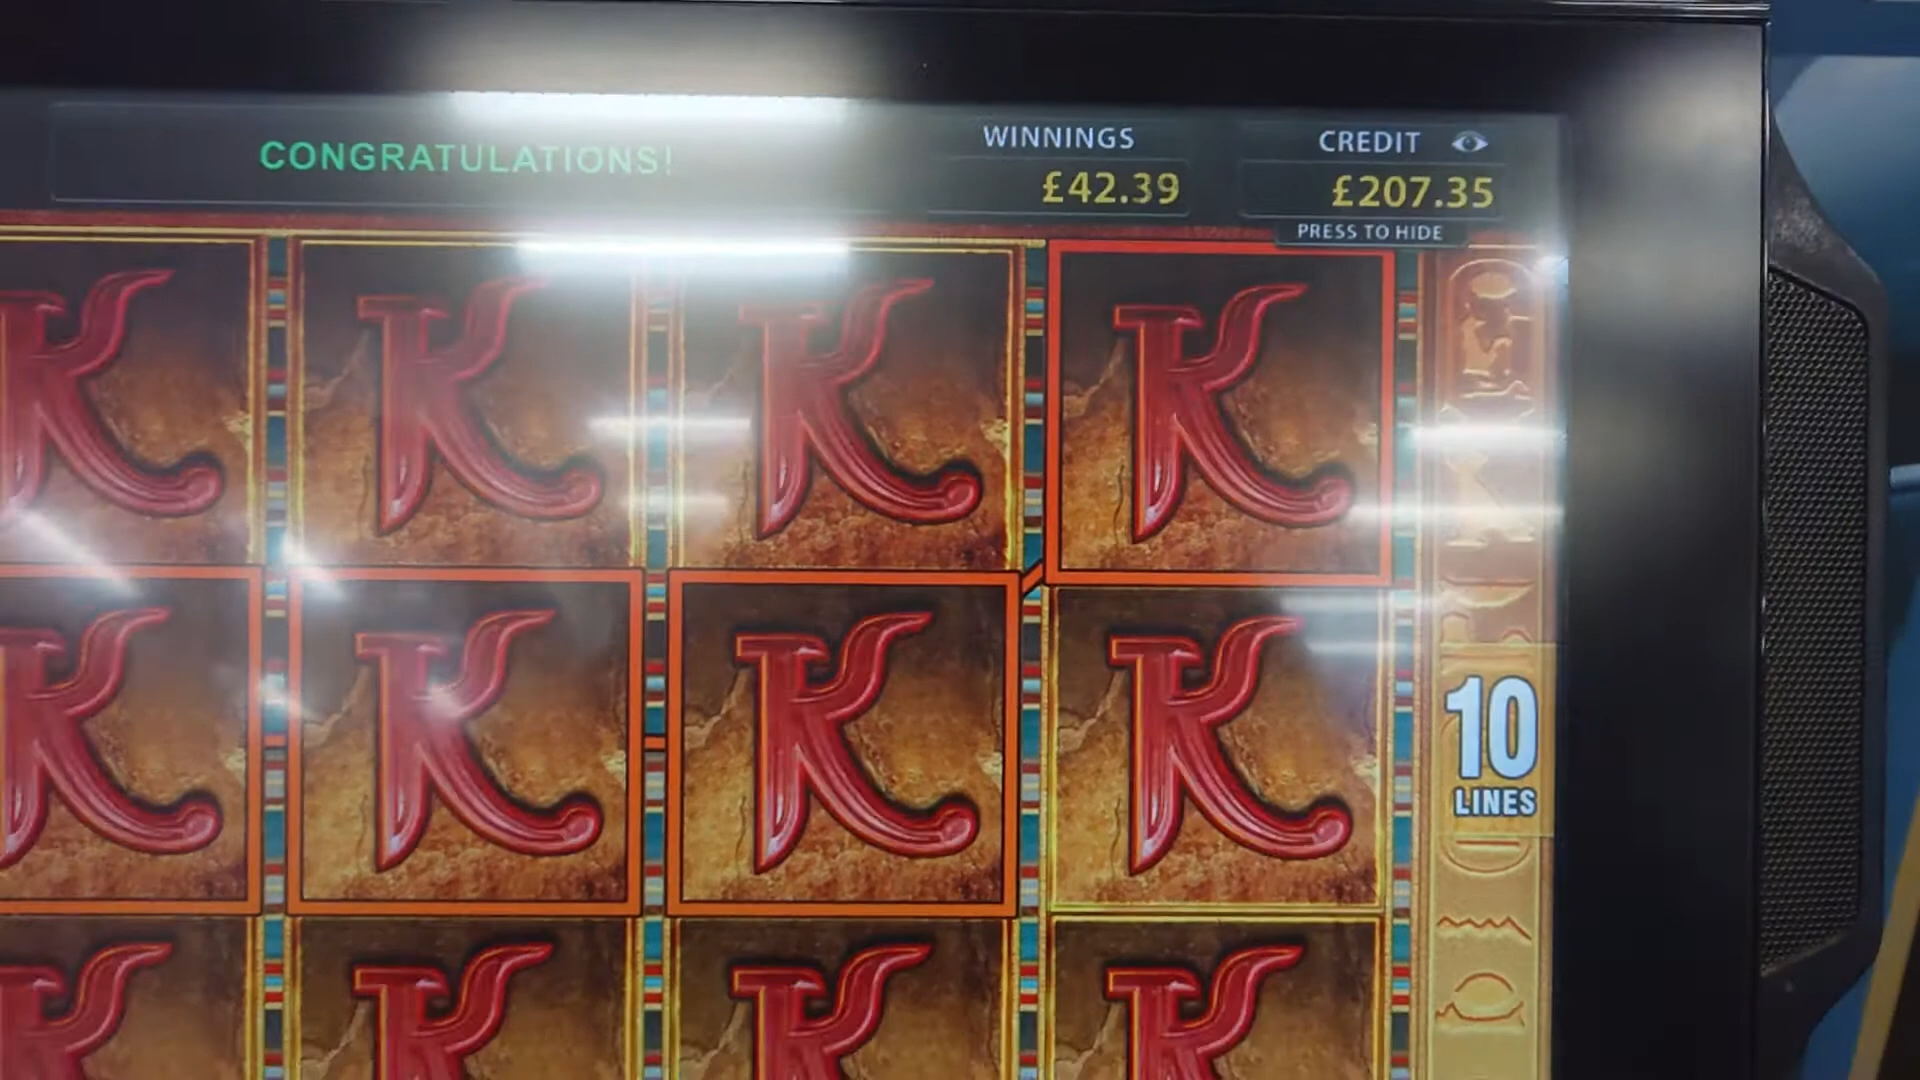 CONGRATULATIONS!
WINNINGS
£42.39
CREDIT
£207.35
PRESS TO HIDE
K K K K
K K K K
10
LINES
K K K K